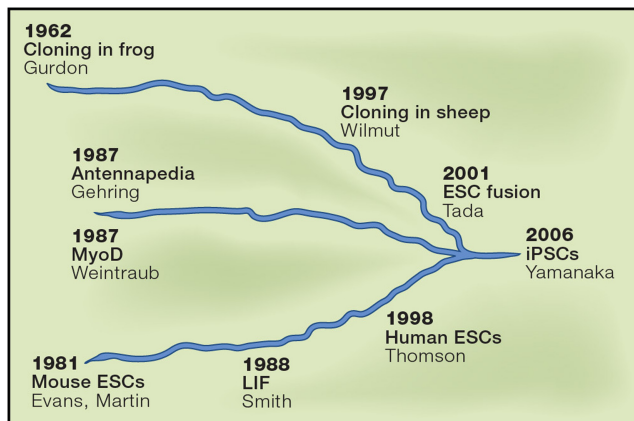 1962
Cloning in frog
Gurdon
1997
Cloning in sheep
Wilmut
1987
Antennapedia
Gehring
2001
ESC fusion
Tada
1987
MyoD
Weintraub
2006
iPSCs
Yamanaka
1998
Human ESCs
Thomson
1981
Mouse ESCs
Evans, Martin
1988
LIF
Smith